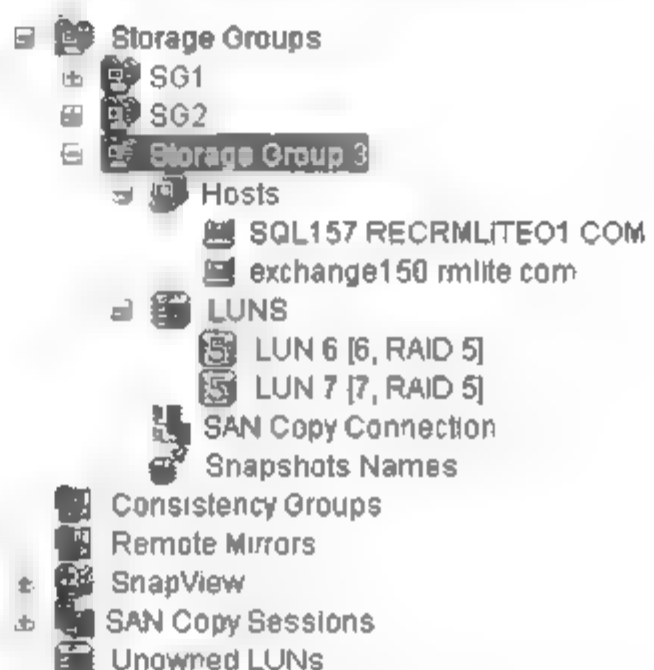 Storage Groups
SG1
SG2
Storage Group 3
Hosts
SQL157 RECRMLITEO1 COM
exchange150 rmlite com
LUNS
LUN 6 [6, RAID 5]
LUN 7 [7, RAID 5]
SAN Copy Connection
Snapshots Names
Consistency Groups
Remote Mirrors
SnapView
SAN Copy Sessions
Unowned LUNs